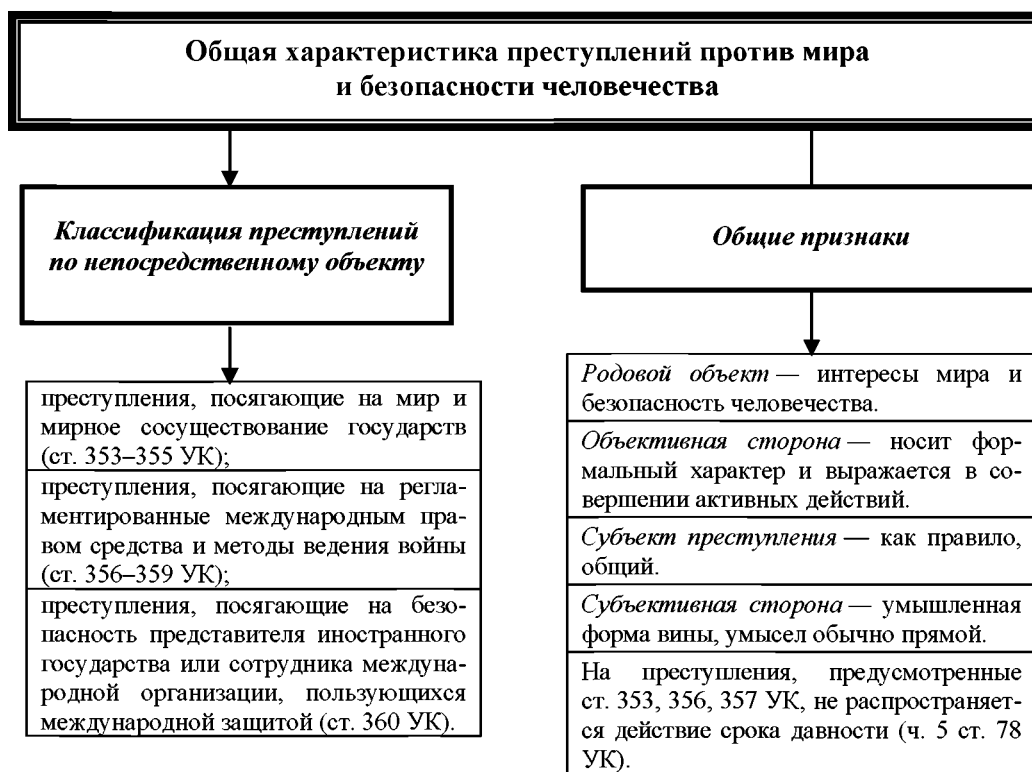 Общая характеристика преступлений против мира
и безопасности человечества
Классификация преступлений
по непосредственному объекту
преступления, посягающие на мир и
мирное сосуществование государств
(ст. 353–355 УК);
преступления, посягающие на регла-
ментированные международным пра-
вом средства и методы ведения войны
(ст. 356–359 УК);
преступления, посягающие на безо-
пасность представителя иностранного
государства или сотрудника междуна-
родной организации, пользующихся
международной защитой (ст. 360 УК).
Общие признаки
Родовой объект — интересы мира и
безопасность человечества.
Объективная сторона — носит фор-
мальный характер и выражается в со-
вершении активных действий.
Субъект преступления — как правило,
общий.
Субъективная сторона — умышленная
форма вины, умысел обычно прямой.
На преступления, предусмотренные
ст. 353, 356, 357 УК, не распространяет-
ся действие срока давности (ч. 5 ст. 78
УК).